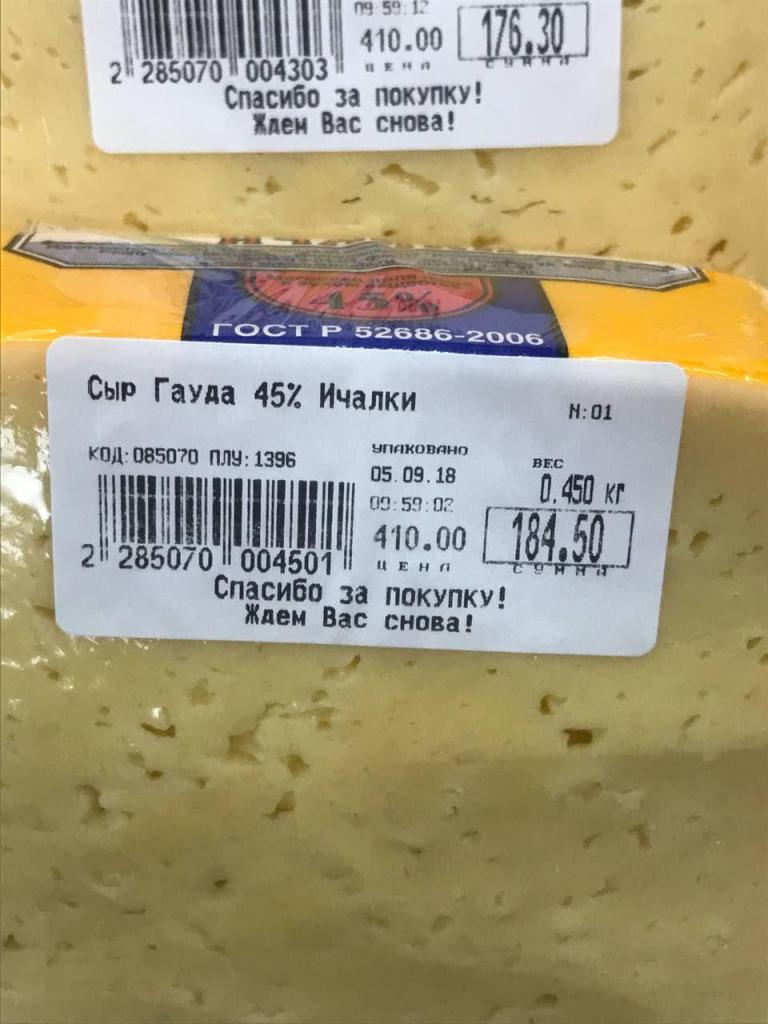 09:59:12
410.00 176.30
ЦЕНА СУММА
2 285070 004303
Спасибо за покупку!
Ждем Вас снова!
45%
ГОСТ Р 52686-2006
Сыр Гауда 45% Ичалки
N:01
КОД:085070 ПЛУ:1396
УПАКОВАНО
05.09.18
09:59:02
ВЕС
0.450 кг
410.00 184.50
ЦЕНА СУММА
2 285070 004501
Спасибо за покупку!
Ждем Вас снова!